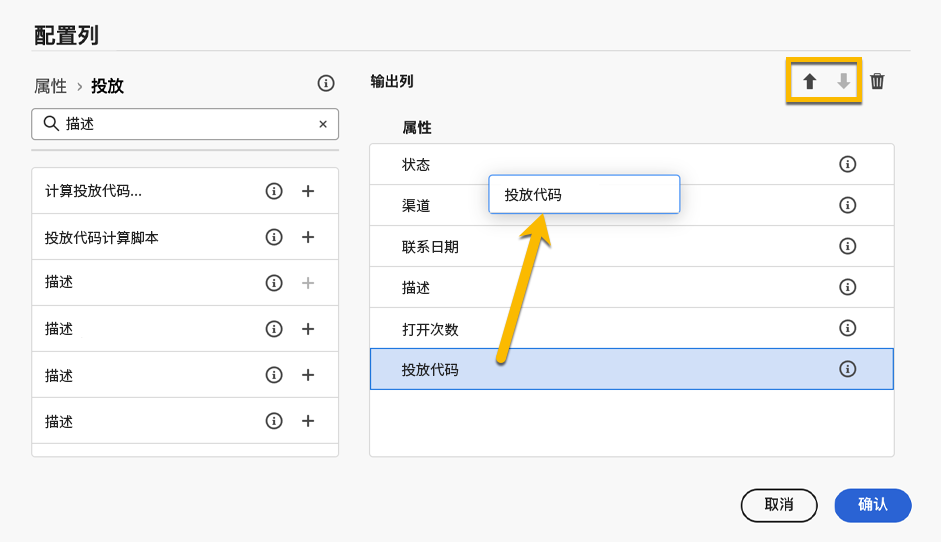 配置列
属性 › 投放
描述
计算投放代码...
投放代码计算脚本
描述
描述
描述
描述
输出列
属性
状态
投放代码
渠道
联系日期
描述
打开次数
投放代码
取消
确认